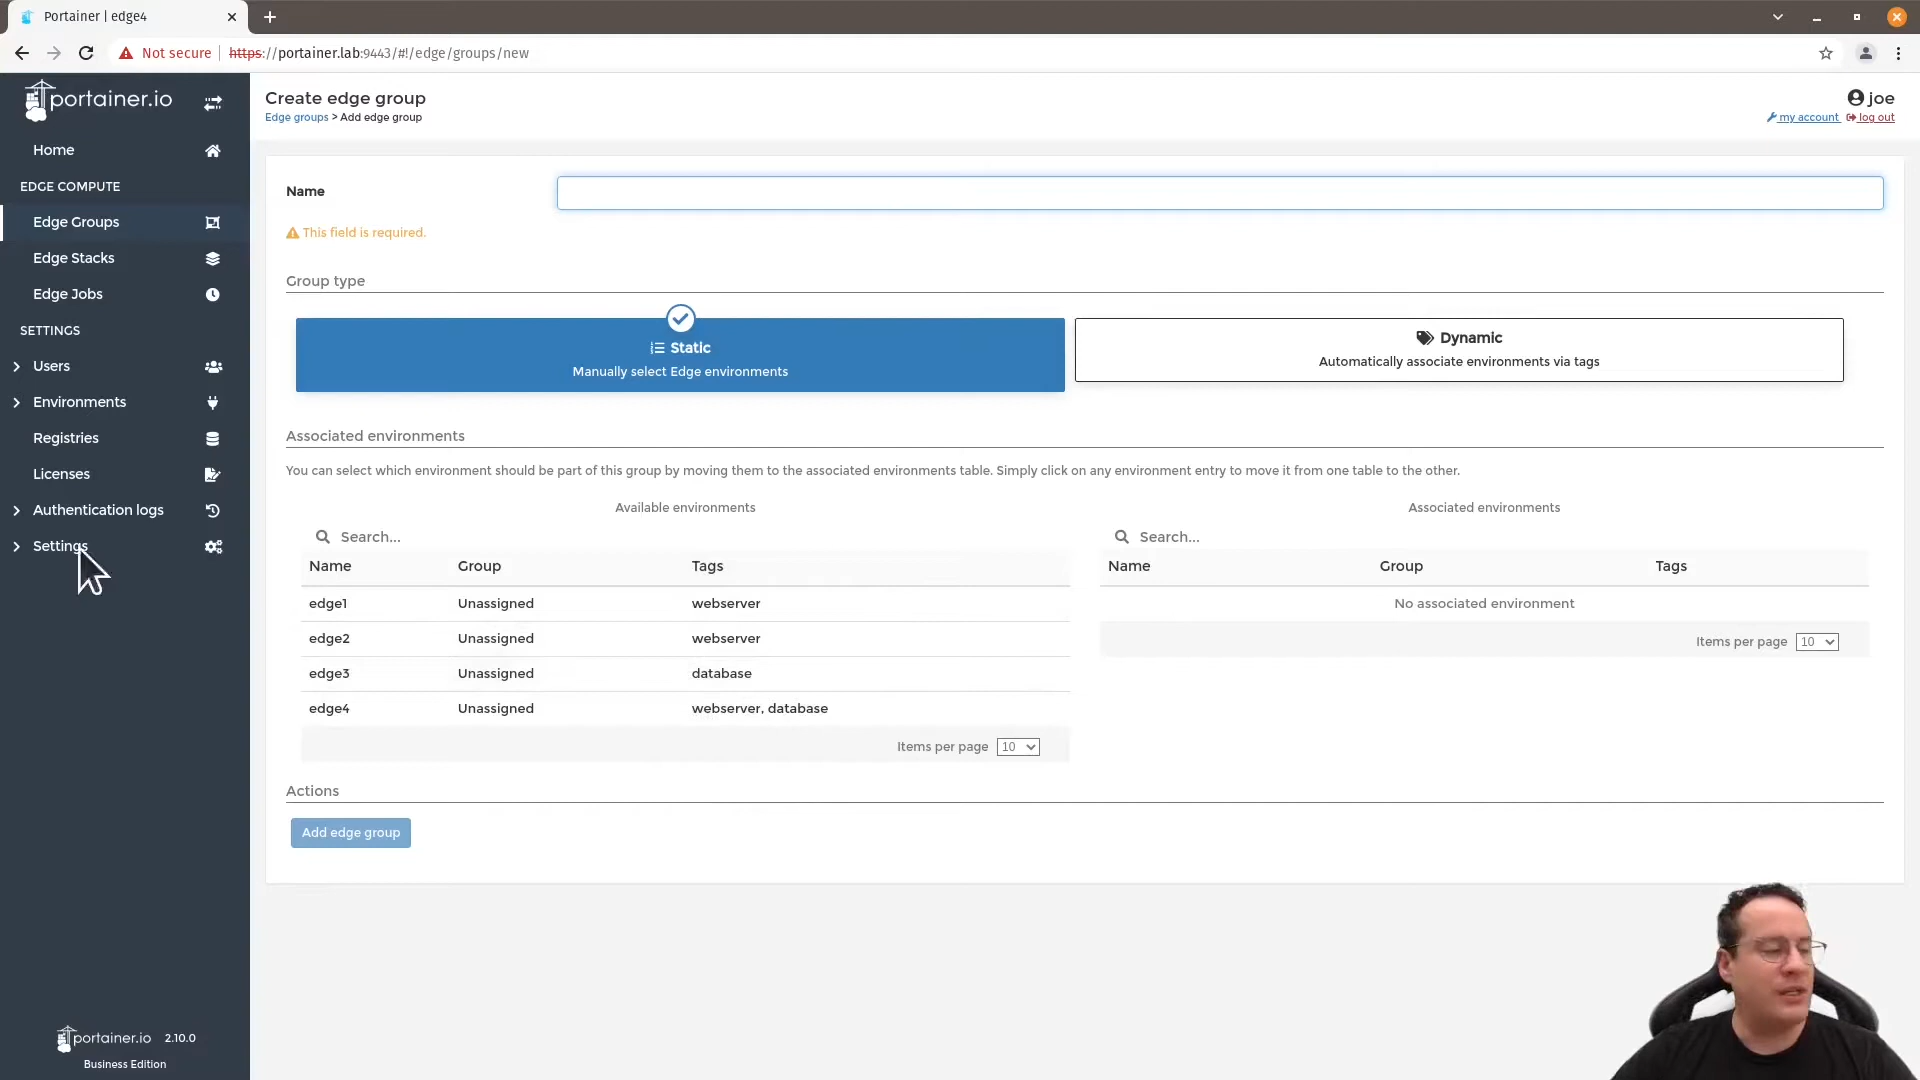 Portainer | edge4
Not secure
https://portainer.lab:9443/#!/edge/groups/new
portainer.io
Home
EDGE COMPUTE
Edge Groups
Edge Stacks
Edge Jobs
SETTINGS
Users
Environments
Registries
Licenses
Authentication logs
Settings
portainer.io 2.10.0
Business Edition
Create edge group
Edge groups > Add edge group
joe
my account log out
Name
This field is required.
Group type
Static
Manually select Edge environments
Dynamic
Automatically associate environments via tags
Associated environments
You can select which environment should be part of this group by moving them to the associated environments table. Simply click on any environment entry to move it from one table to the other.
Available environments
Search...
Name Group Tags
edge1 Unassigned webserver
edge2 Unassigned webserver
edge3 Unassigned database
edge4 Unassigned webserver, database
Items per page 10
Associated environments
Search...
Name Group Tags
No associated environment
Items per page 10
Actions
Add edge group